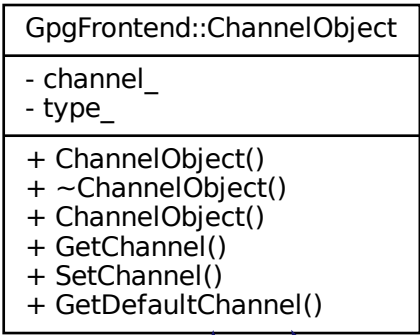 GpgFrontend::ChannelObject
- channel_
- type_
+ ChannelObject()
+ ~ChannelObject()
+ ChannelObject()
+ GetChannel()
+ SetChannel()
+ GetDefaultChannel()